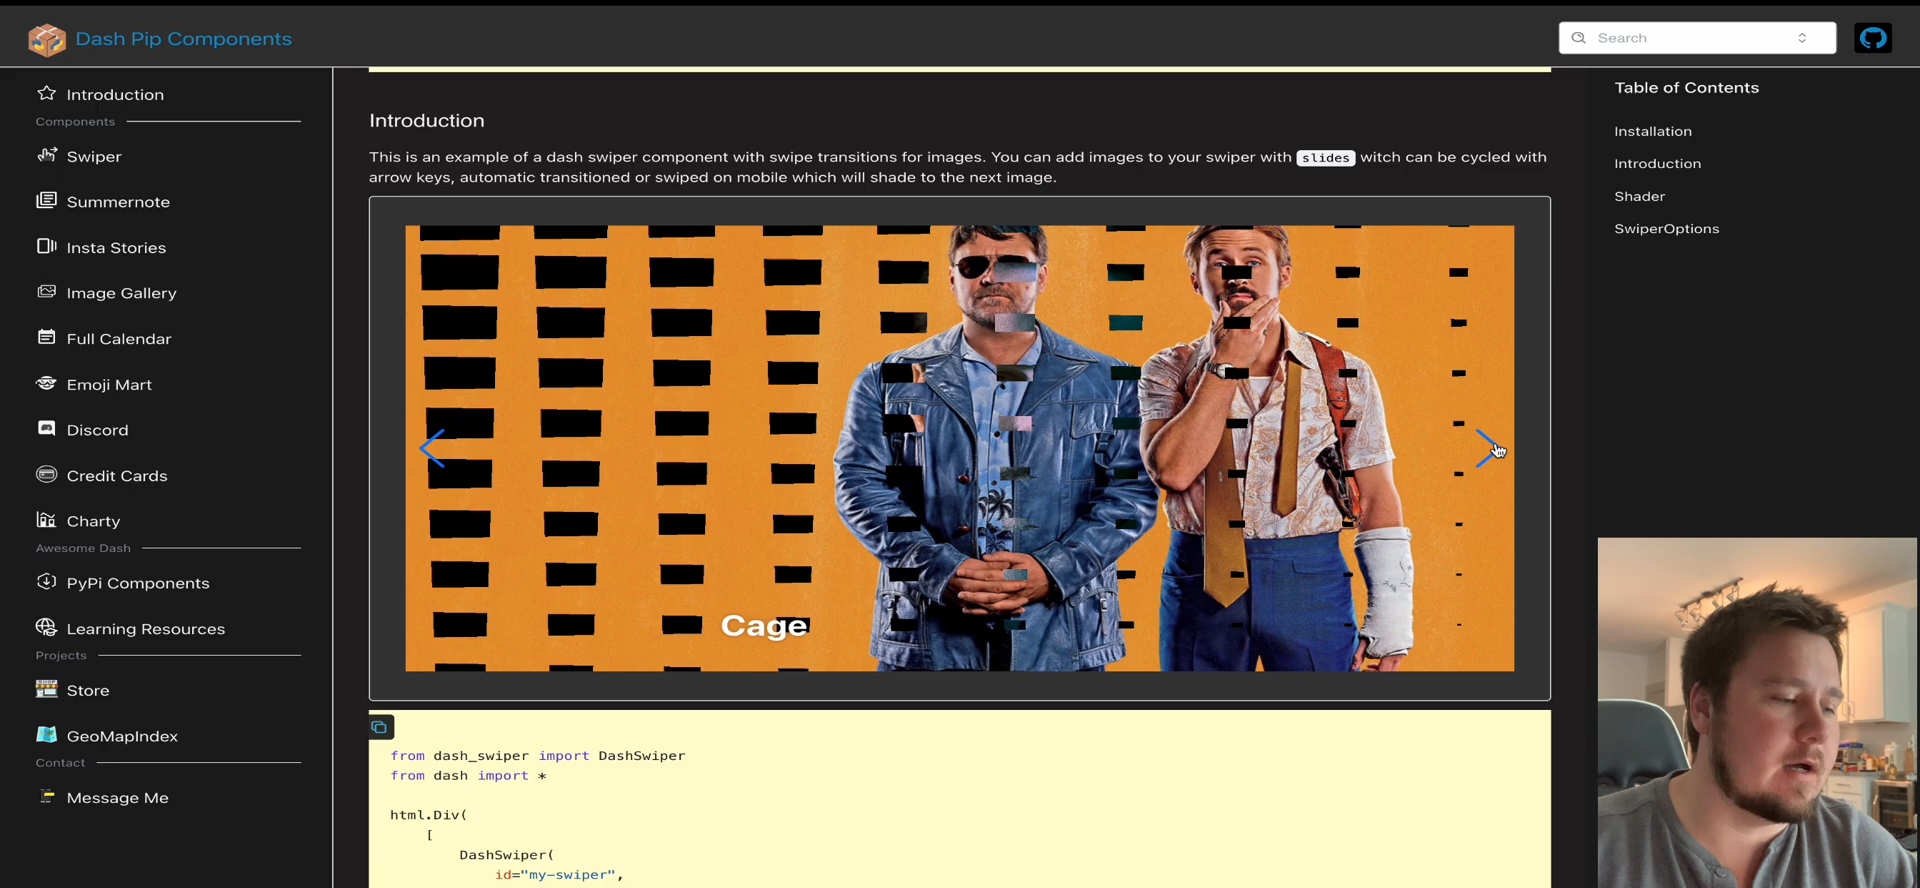 Dash Pip Components
Search
Introduction
Components
Swiper
Summernote
Insta Stories
Image Gallery
Full Calendar
Emoji Mart
Discord
Credit Cards
Charty
Awesome Dash
PyPi Components
Learning Resources
Projects
Store
GeoMapIndex
Contact
Message Me
Introduction
This is an example of a dash swiper component with swipe transitions for images. You can add images to your swiper with slides witch can be cycled with
arrow keys, automatic transitioned or swiped on mobile which will shade to the next image.
Cage
from dash_swiper import DashSwiper
from dash import *
html.Div(
[
DashSwiper(
id="my-swiper",
Table of Contents
Installation
Introduction
Shader
SwiperOptions